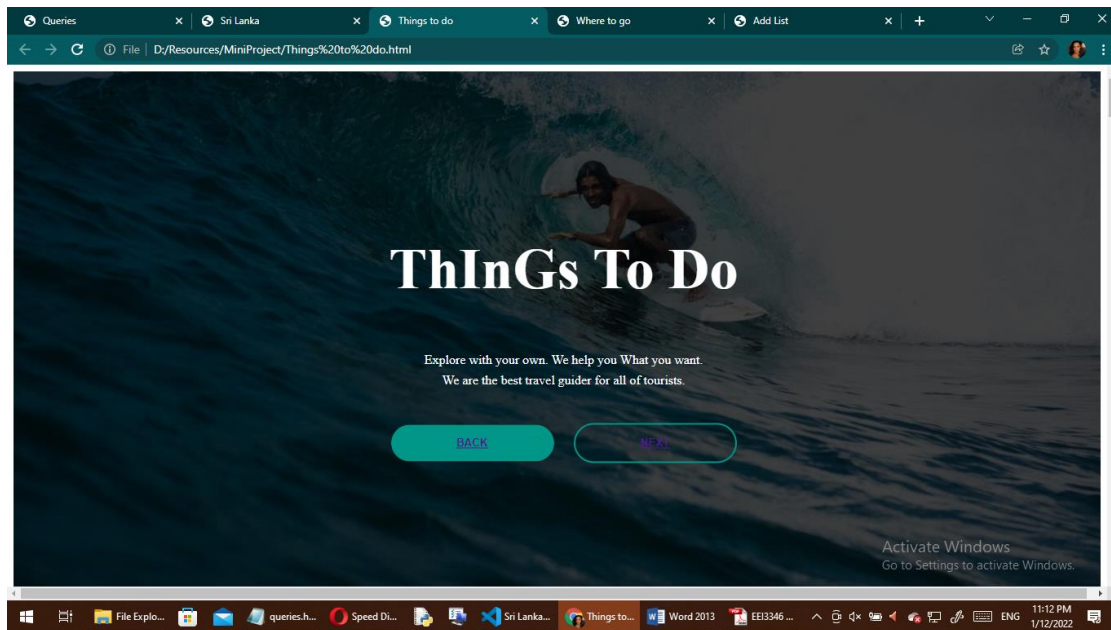 Queries
Sri Lanka
Things to do
Where to go
Add List
File D:/Resources/MiniProject/Things%20to%20do.html
ThInGs To Do
Explore with your own. We help you What you want.
We are the best travel guider for all of tourists.
BACK NEXT
Activate Windows
Go to Settings to activate Windows.
File Explo... queries.h... Speed Di... Sri Lanka... Things to... Word 2013 EEI3346 ... ENG 11:12 PM
1/12/2022